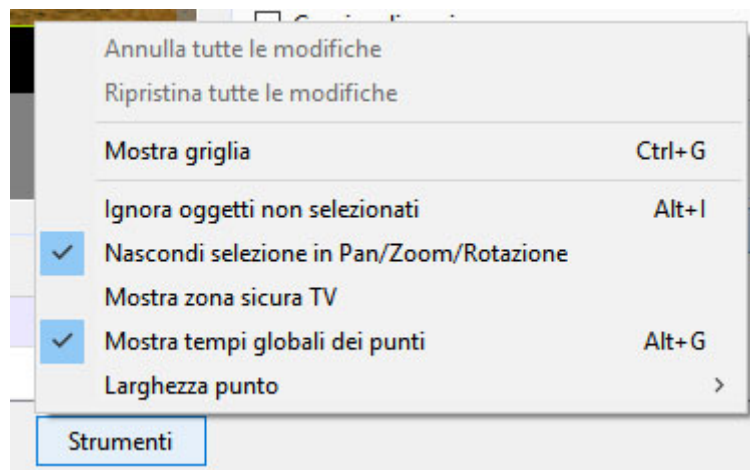 Annulla tutte le modifiche
Ripristina tutte le modifiche
Mostra griglia Ctrl+G
Ignora oggetti non selezionati Alt+I
Nascondi selezione in Pan/Zoom/Rotazione
Mostra zona sicura TV
Mostra tempi globali dei punti Alt+G
Larghezza punto
Strumenti